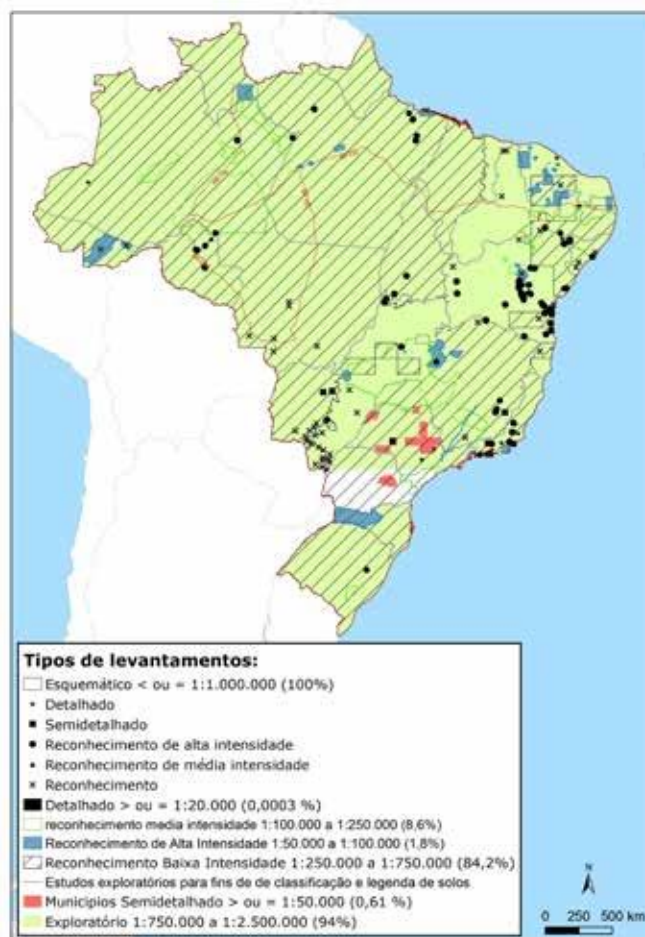 Tipos de levantamentos:
Esquemático < ou = 1:1.000.000 (100%)
Detalhado
Semidetalhado
Reconhecimento de alta intensidade
Reconhecimento de média intensidade
Reconhecimento
Detalhado > ou = 1:20.000 (0,0003 %)
reconhecimento media intensidade 1:100.000 a 1:250.000 (8,6%)
Reconhecimento de Alta Intensidade 1:50.000 a 1:100.000 (1,8%)
Reconhecimento Baixa Intensidade 1:250.000 a 1:750.000 (84,2%)
Estudos exploratórios para fins de de classificação e legenda de solos
Municipios Semidetalhado > ou = 1:50.000 (0,61 %)
Exploratório 1:750.000 a 1:2.500.000 (94%)
N
0 250 500 km